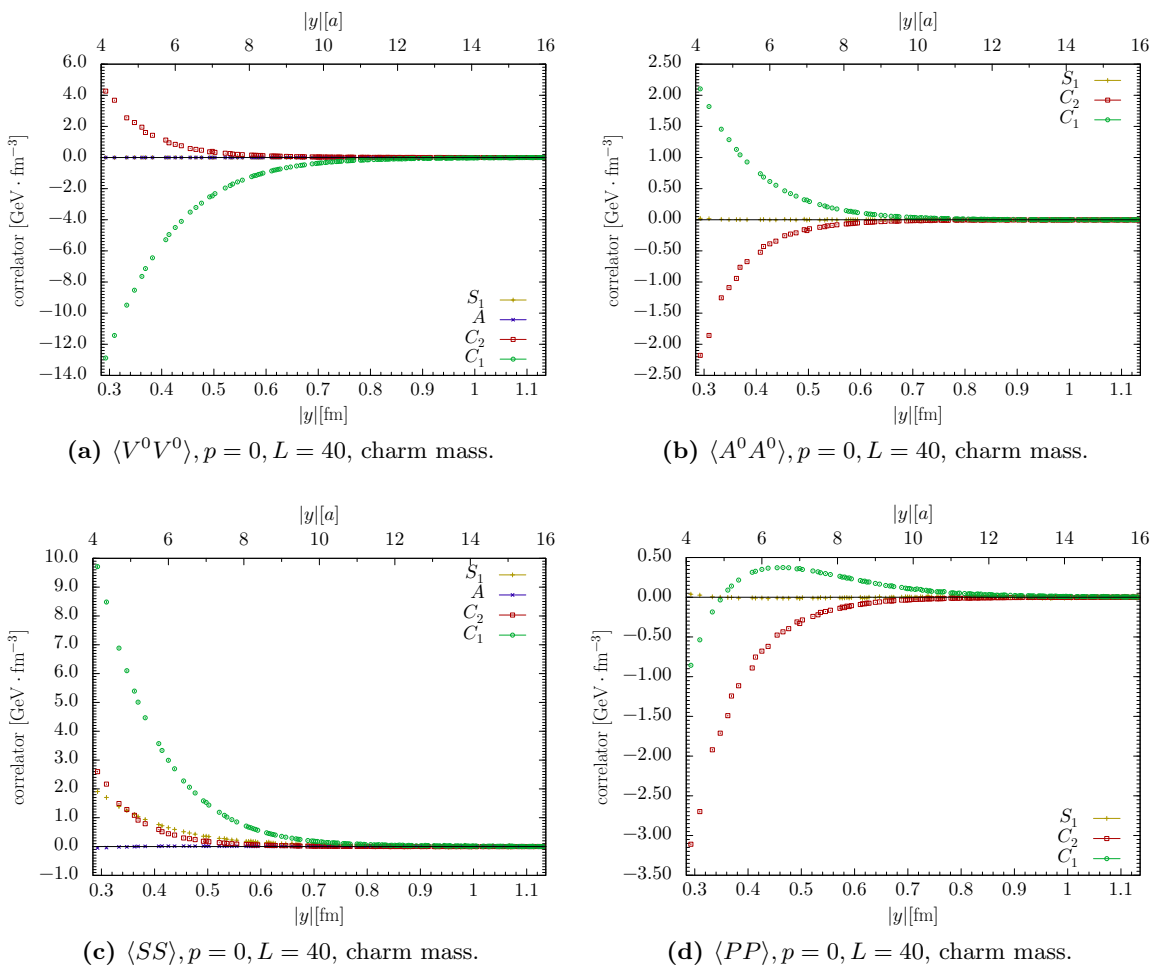 |y|[a]
4 6 8 10 12 14 16
6.0
4.0
2.0
0.0
−2.0
−4.0
−6.0
−8.0
−10.0
−12.0
−14.0
correlator [GeV · fm⁻³]
S₁
A
C₂
C₁
0.3 0.4 0.5 0.6 0.7 0.8 0.9 1 1.1
|y|[fm]
(a) ⟨V⁰V⁰⟩, p = 0, L = 40, charm mass.
|y|[a]
4 6 8 10 12 14 16
2.50
2.00
1.50
1.00
0.50
0.00
−0.50
−1.00
−1.50
−2.00
−2.50
correlator [GeV · fm⁻³]
S₁
C₂
C₁
0.3 0.4 0.5 0.6 0.7 0.8 0.9 1 1.1
|y|[fm]
(b) ⟨A⁰A⁰⟩, p = 0, L = 40, charm mass.
|y|[a]
4 6 8 10 12 14 16
10.0
9.0
8.0
7.0
6.0
5.0
4.0
3.0
2.0
1.0
0.0
−1.0
correlator [GeV · fm⁻³]
S₁
A
C₂
C₁
0.3 0.4 0.5 0.6 0.7 0.8 0.9 1 1.1
|y|[fm]
(c) ⟨SS⟩, p = 0, L = 40, charm mass.
|y|[a]
4 6 8 10 12 14 16
0.50
0.00
−0.50
−1.00
−1.50
−2.00
−2.50
−3.00
−3.50
correlator [GeV · fm⁻³]
S₁
C₂
C₁
0.3 0.4 0.5 0.6 0.7 0.8 0.9 1 1.1
|y|[fm]
(d) ⟨PP⟩, p = 0, L = 40, charm mass.